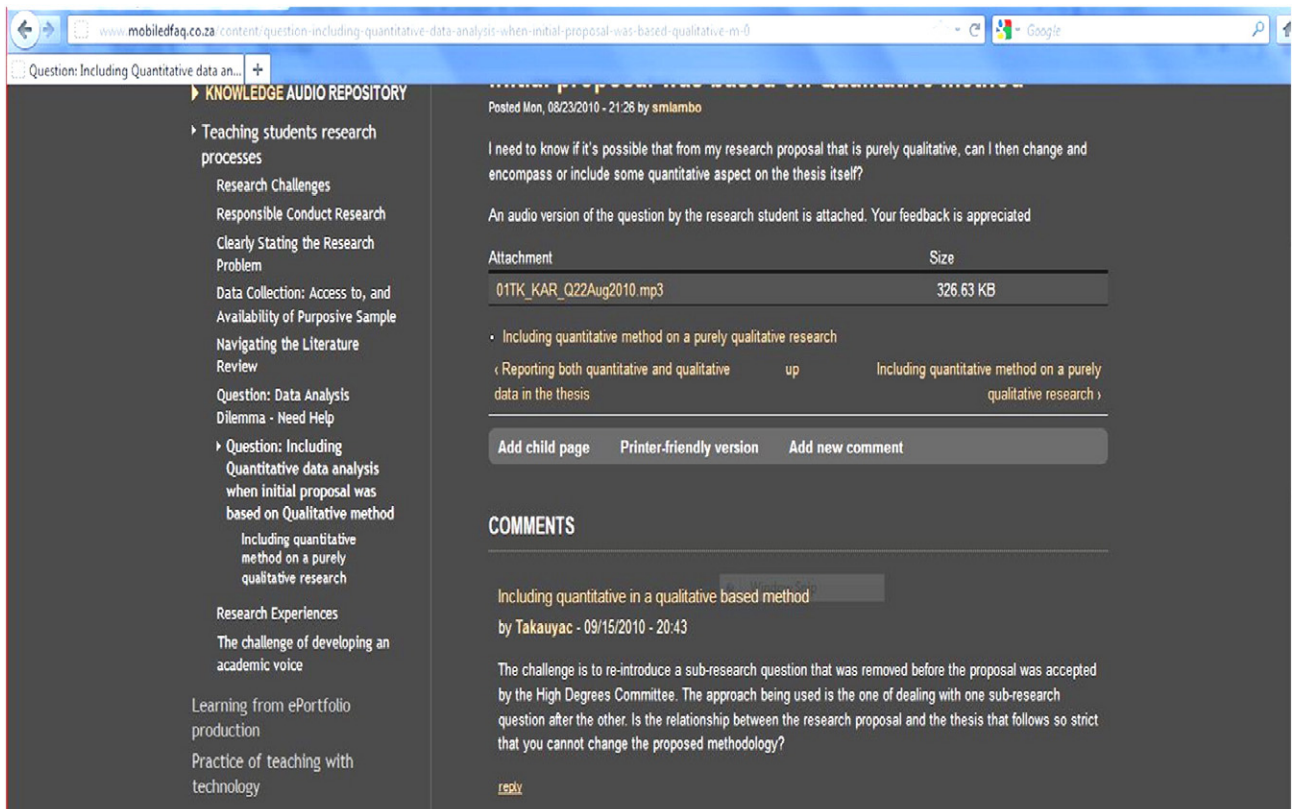 www.mobiledfaq.co.za/content/question-including-quantitative-data-analysis-when-initial-proposal-was-based-qualitative-m-0
Google
Question: Including Quantitative data an...
KNOWLEDGE AUDIO REPOSITORY
Teaching students research
processes
Research Challenges
Responsible Conduct Research
Clearly Stating the Research
Problem
Data Collection: Access to, and
Availability of Purposive Sample
Navigating the Literature
Review
Question: Data Analysis
Dilemma - Need Help
Question: Including
Quantitative data analysis
when initial proposal was
based on Qualitative method
Including quantitative
method on a purely
qualitative research
Research Experiences
The challenge of developing an
academic voice
Learning from ePortfolio
production
Practice of teaching with
technology
initial proposal was based on Qualitative method
Posted Mon, 08/23/2010 - 21:26 by smlambo
I need to know if it's possible that from my research proposal that is purely qualitative, can I then change and
encompass or include some quantitative aspect on the thesis itself?
An audio version of the question by the research student is attached. Your feedback is appreciated
Attachment Size
01TK_KAR_Q22Aug2010.mp3 326.63 KB
Including quantitative method on a purely qualitative research
‹ Reporting both quantitative and qualitative
data in the thesis
up
Including quantitative method on a purely
qualitative research ›
Add child page Printer-friendly version Add new comment
COMMENTS
Including quantitative in a qualitative based method
by Takauyac - 09/15/2010 - 20:43
The challenge is to re-introduce a sub-research question that was removed before the proposal was accepted
by the High Degrees Committee. The approach being used is the one of dealing with one sub-research
question after the other. Is the relationship between the research proposal and the thesis that follows so strict
that you cannot change the proposed methodology?
reply